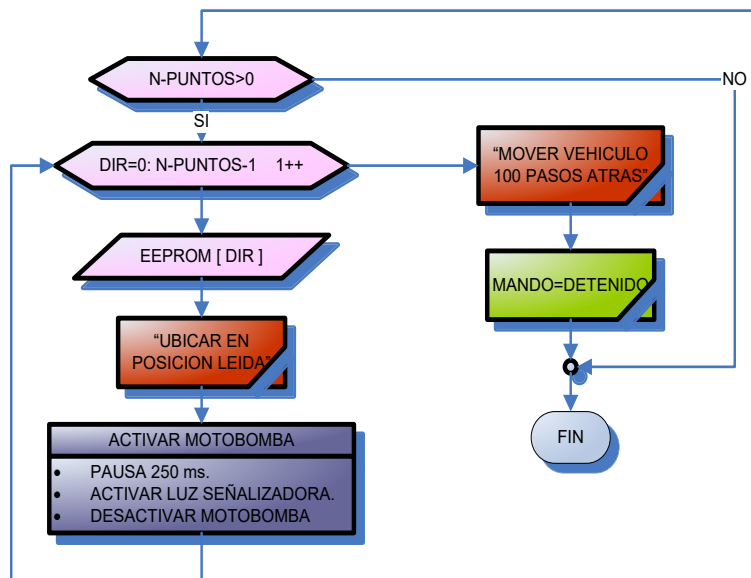 N-PUNTOS>0
NO
SI
DIR=0: N-PUNTOS-1 1++
"MOVER VEHICULO
100 PASOS ATRAS"
EEPROM [ DIR ]
MANDO=DETENIDO
"UBICAR EN
POSICION LEIDA"
FIN
ACTIVAR MOTOBOMBA
• PAUSA 250 ms.
• ACTIVAR LUZ SEÑALIZADORA.
• DESACTIVAR MOTOBOMBA